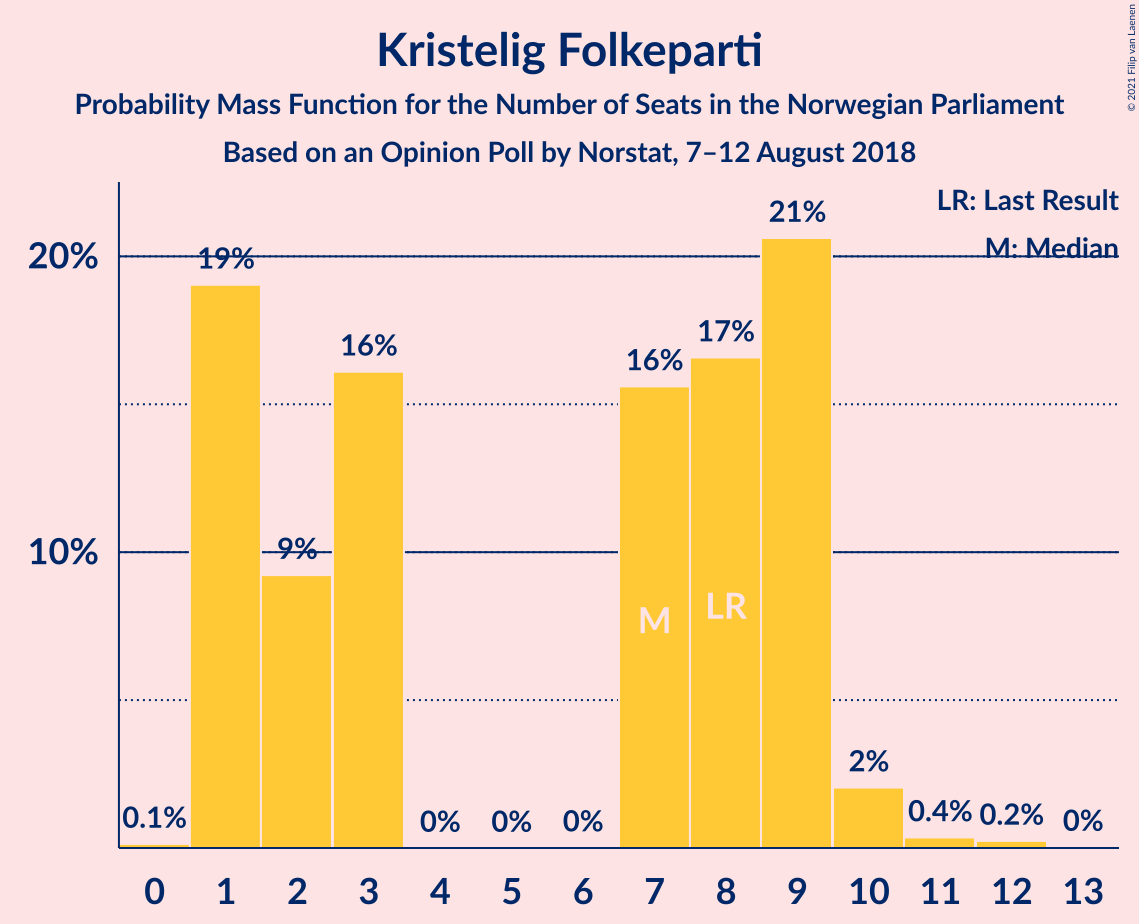 Kristelig Folkeparti
Probability Mass Function for the Number of Seats in the Norwegian Parliament
Based on an Opinion Poll by Norstat, 7–12 August 2018
© 2021 Filip van Laenen
LR: Last Result
M: Median
20%
10%
0.1%
19%
9%
16%
0%
0%
0%
16%
17%
21%
2%
0.4%
0.2%
0%
M
LR
0 1 2 3 4 5 6 7 8 9 10 11 12 13